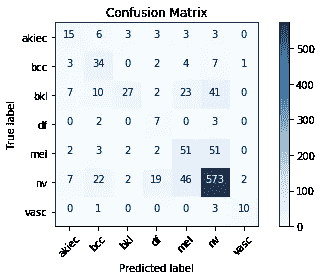 Confusion Matrix
True label
akiec 15 6 3 3 3 3 0
bcc 3 34 0 2 4 7 1
bkl 7 10 27 2 23 41 0
df 0 2 0 7 0 3 0
mel 2 3 2 2 51 51 0
nv 7 22 2 19 46 573 2
vasc 0 1 0 0 0 3 10
akiec bcc bkl df mel nv vasc
Predicted label
500
400
300
200
100
0